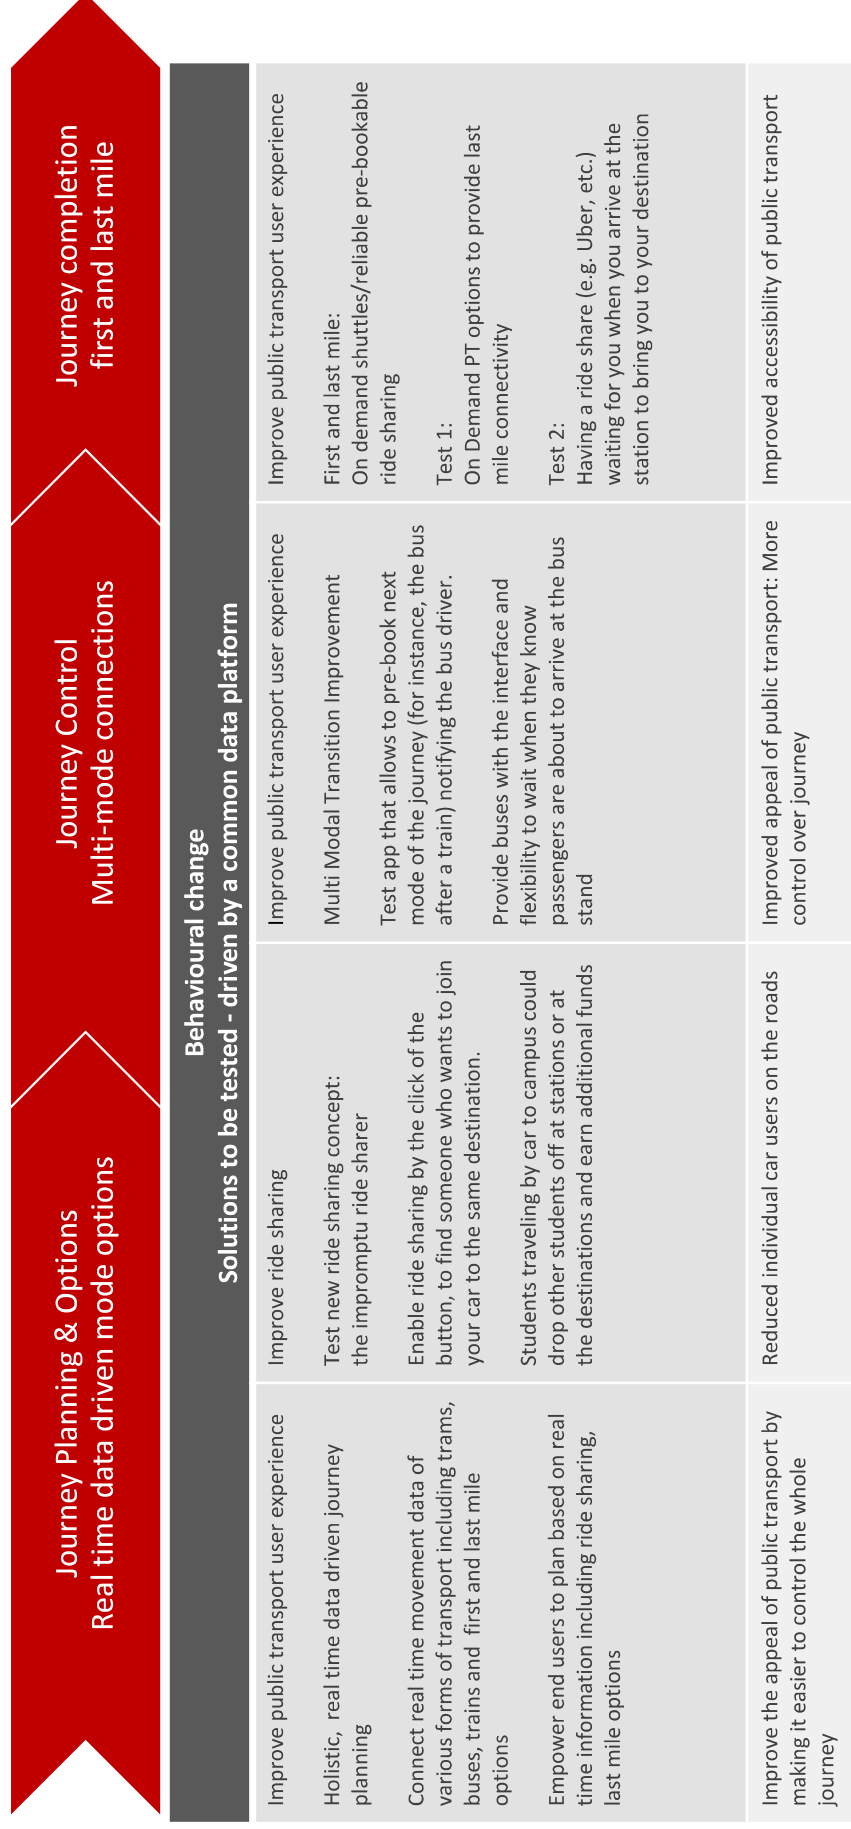 Journey Planning & Options
Real time data driven mode options
Journey Control
Multi-mode connections
Journey completion
first and last mile
Behavioural change
Solutions to be tested - driven by a common data platform
Improve public transport user experience
Holistic,  real time data driven journey
planning
Connect real time movement data of
various forms of transport including trams,
buses, trains and  first and last mile
options
Empower end users to plan based on real
time information including ride sharing,
last mile options
Improve ride sharing
Test new ride sharing concept:
the impromptu ride sharer
Enable ride sharing by the click of the
button, to find someone who wants to join
your car to the same destination.
Students traveling by car to campus could
drop other students off at stations or at
the destinations and earn additional funds
Improve public transport user experience
Multi Modal Transition Improvement
Test app that allows to pre-book next
mode of the journey (for instance, the bus
after a train) notifying the bus driver.
Provide buses with the interface and
flexibility to wait when they know
passengers are about to arrive at the bus
stand
Improve public transport user experience
First and last mile:
On demand shuttles/reliable pre-bookable
ride sharing
Test 1:
On Demand PT options to provide last
mile connectivity
Test 2:
Having a ride share (e.g. Uber, etc.)
waiting for you when you arrive at the
station to bring you to your destination
Improve the appeal of public transport by
making it easier to control the whole
journey
Reduced individual car users on the roads
Improved appeal of public transport: More
control over journey
Improved accessibility of public transport